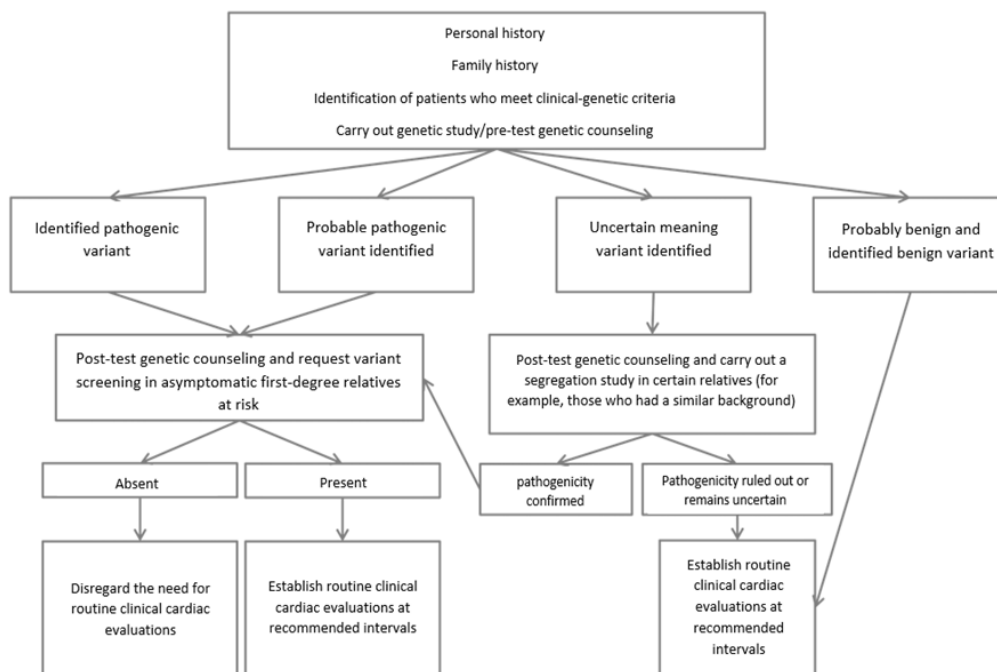 Personal history
Family history
Identification of patients who meet clinical-genetic criteria
Carry out genetic study/pre-test genetic counseling
Identified pathogenic
variant
Probable pathogenic
variant identified
Uncertain meaning
variant identified
Probably benign and
identified benign variant
Post-test genetic counseling and request variant
screening in asymptomatic first-degree relatives
at risk
Post-test genetic counseling and carry out a
segregation study in certain relatives (for
example, those who had a similar background)
Absent
Present
pathogenicity
confirmed
Pathogenicity ruled out or
remains uncertain
Disregard the need for
routine clinical cardiac
evaluations
Establish routine clinical
cardiac evaluations at
recommended intervals
Establish routine
clinical cardiac
evaluations at
recommended
intervals